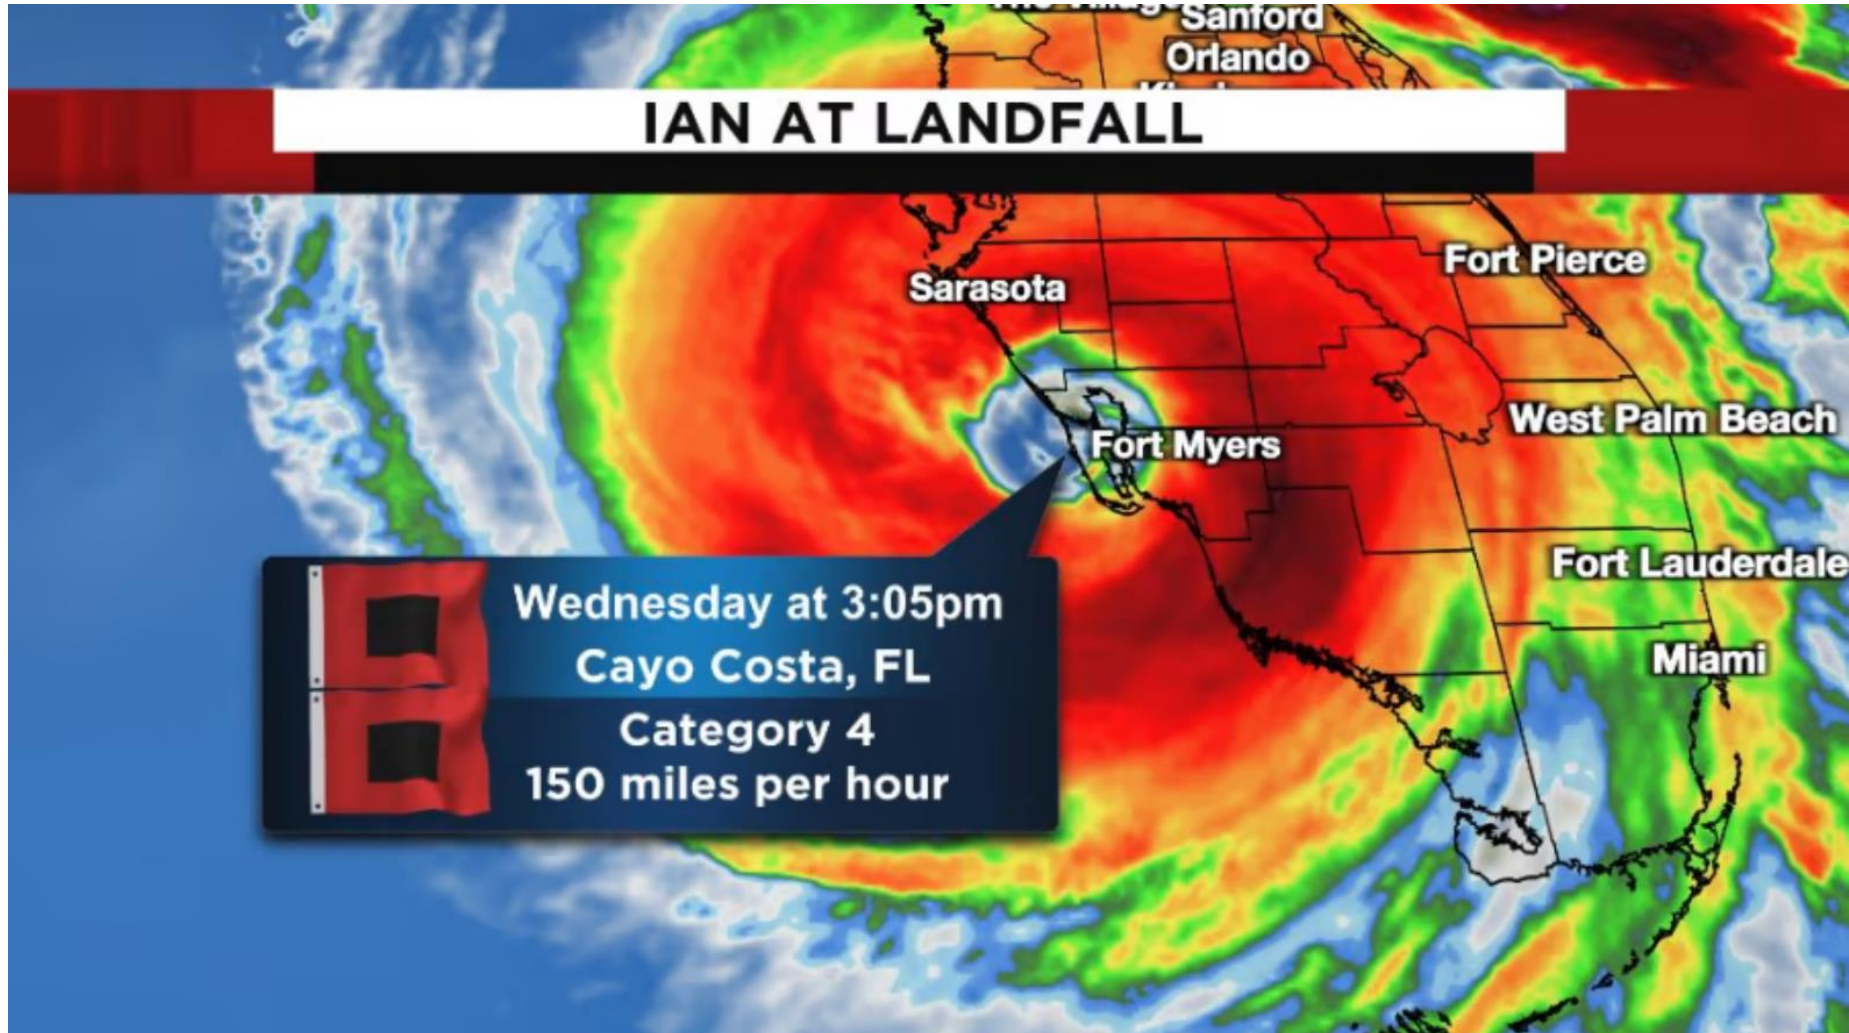 Sanford
Orlando
IAN AT LANDFALL
Fort Pierce
Sarasota
West Palm Beach
Fort Myers
Fort Lauderdale
Wednesday at 3:05pm
Cayo Costa, FL
Miami
Category 4
150 miles per hour